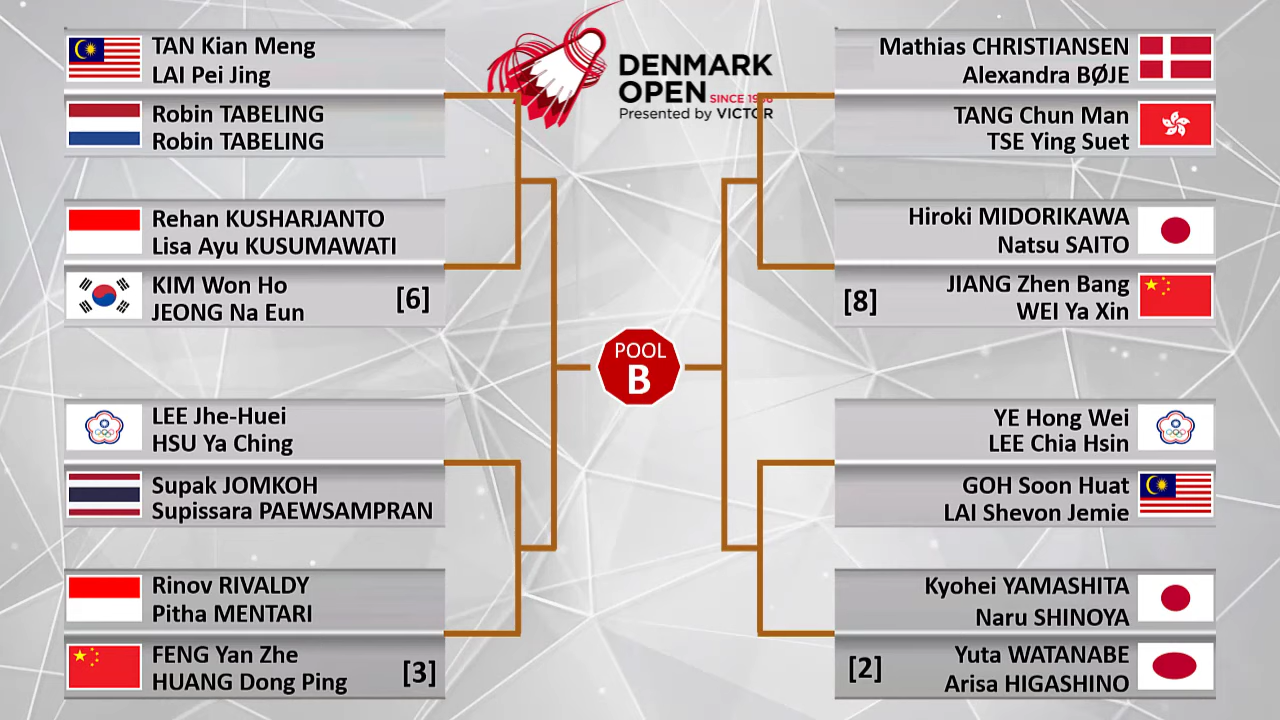 DENMARK
OPEN SINCE 1936
Presented by VICTOR
TAN Kian Meng
LAI Pei Jing
Robin TABELING
Robin TABELING
Rehan KUSHARJANTO
Lisa Ayu KUSUMAWATI
KIM Won Ho
JEONG Na Eun
[6]
LEE Jhe-Huei
HSU Ya Ching
Supak JOMKOH
Supissara PAEWSAMPRAN
Rinov RIVALDY
Pitha MENTARI
FENG Yan Zhe
HUANG Dong Ping
[3]
POOL
B
Mathias CHRISTIANSEN
Alexandra BØJE
TANG Chun Man
TSE Ying Suet
Hiroki MIDORIKAWA
Natsu SAITO
[8]
JIANG Zhen Bang
WEI Ya Xin
YE Hong Wei
LEE Chia Hsin
GOH Soon Huat
LAI Shevon Jemie
Kyohei YAMASHITA
Naru SHINOYA
[2]
Yuta WATANABE
Arisa HIGASHINO